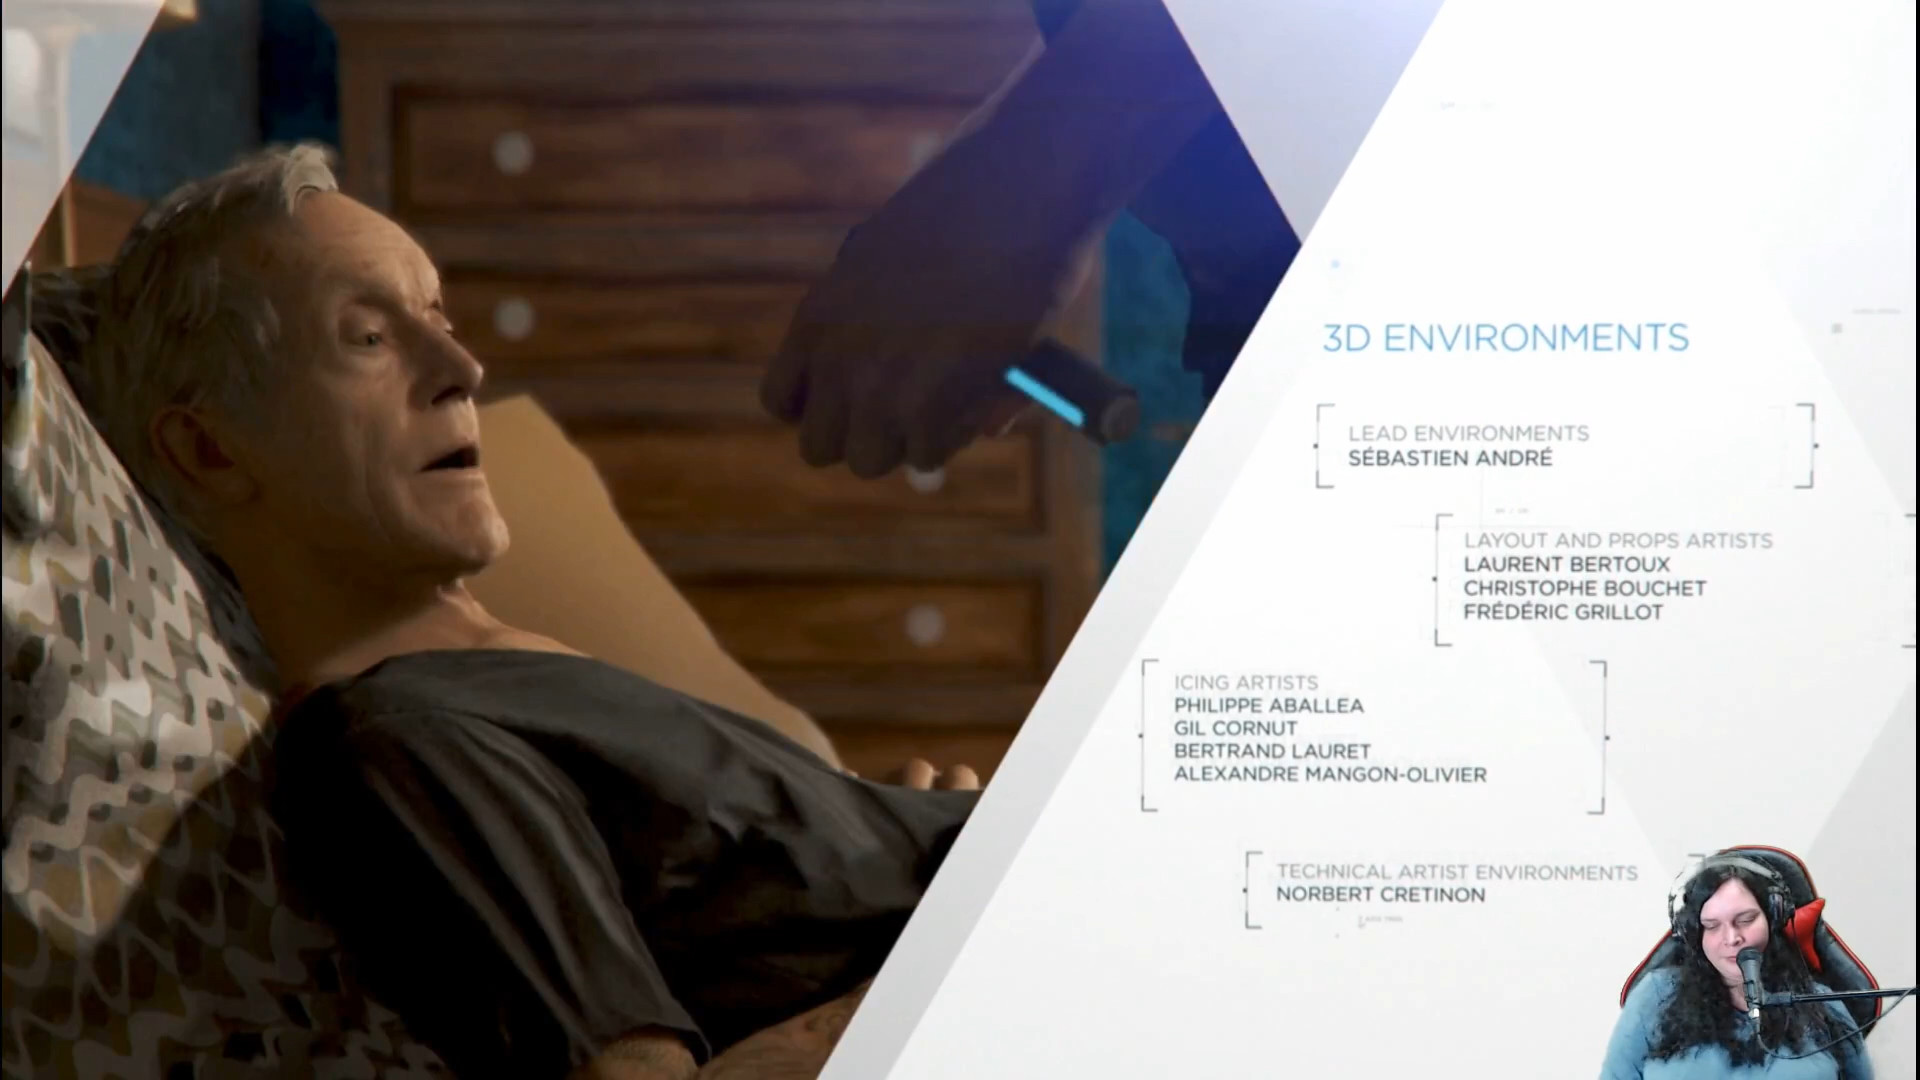 3D ENVIRONMENTS
LEAD ENVIRONMENTS
SÉBASTIEN ANDRÉ
LAYOUT AND PROPS ARTISTS
LAURENT BERTOUX
CHRISTOPHE BOUCHET
FRÉDÉRIC GRILLOT
ICING ARTISTS
PHILIPPE ABALLEA
GIL CORNUT
BERTRAND LAURET
ALEXANDRE MANGON-OLIVIER
TECHNICAL ARTIST ENVIRONMENTS
NORBERT CRETINON